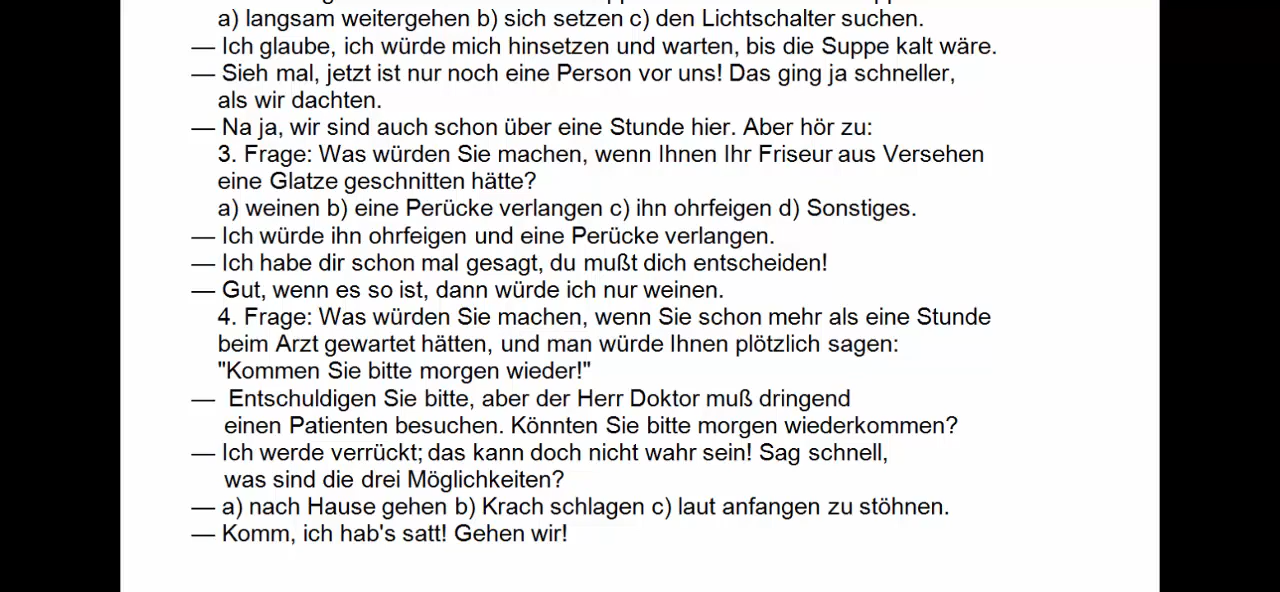 a) langsam weitergehen b) sich setzen c) den Lichtschalter suchen.
— Ich glaube, ich würde mich hinsetzen und warten, bis die Suppe kalt wäre.
— Sieh mal, jetzt ist nur noch eine Person vor uns! Das ging ja schneller,
als wir dachten.
— Na ja, wir sind auch schon über eine Stunde hier. Aber hör zu:
3. Frage: Was würden Sie machen, wenn Ihnen Ihr Friseur aus Versehen
eine Glatze geschnitten hätte?
a) weinen b) eine Perücke verlangen c) ihn ohrfeigen d) Sonstiges.
— Ich würde ihn ohrfeigen und eine Perücke verlangen.
— Ich habe dir schon mal gesagt, du mußt dich entscheiden!
— Gut, wenn es so ist, dann würde ich nur weinen.
4. Frage: Was würden Sie machen, wenn Sie schon mehr als eine Stunde
beim Arzt gewartet hätten, und man würde Ihnen plötzlich sagen:
"Kommen Sie bitte morgen wieder!"
— Entschuldigen Sie bitte, aber der Herr Doktor muß dringend
einen Patienten besuchen. Könnten Sie bitte morgen wiederkommen?
— Ich werde verrückt; das kann doch nicht wahr sein! Sag schnell,
was sind die drei Möglichkeiten?
— a) nach Hause gehen b) Krach schlagen c) laut anfangen zu stöhnen.
— Komm, ich hab's satt! Gehen wir!